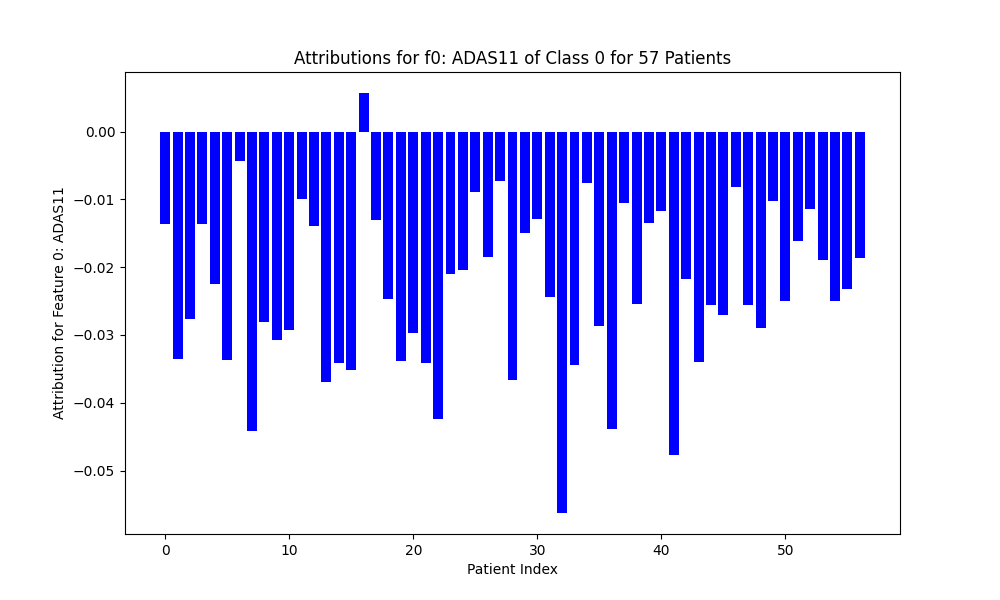 Attributions for f0: ADAS11 of Class 0 for 57 Patients
Attribution for Feature 0: ADAS11
0.00
−0.01
−0.02
−0.03
−0.04
−0.05
0 10 20 30 40 50
Patient Index